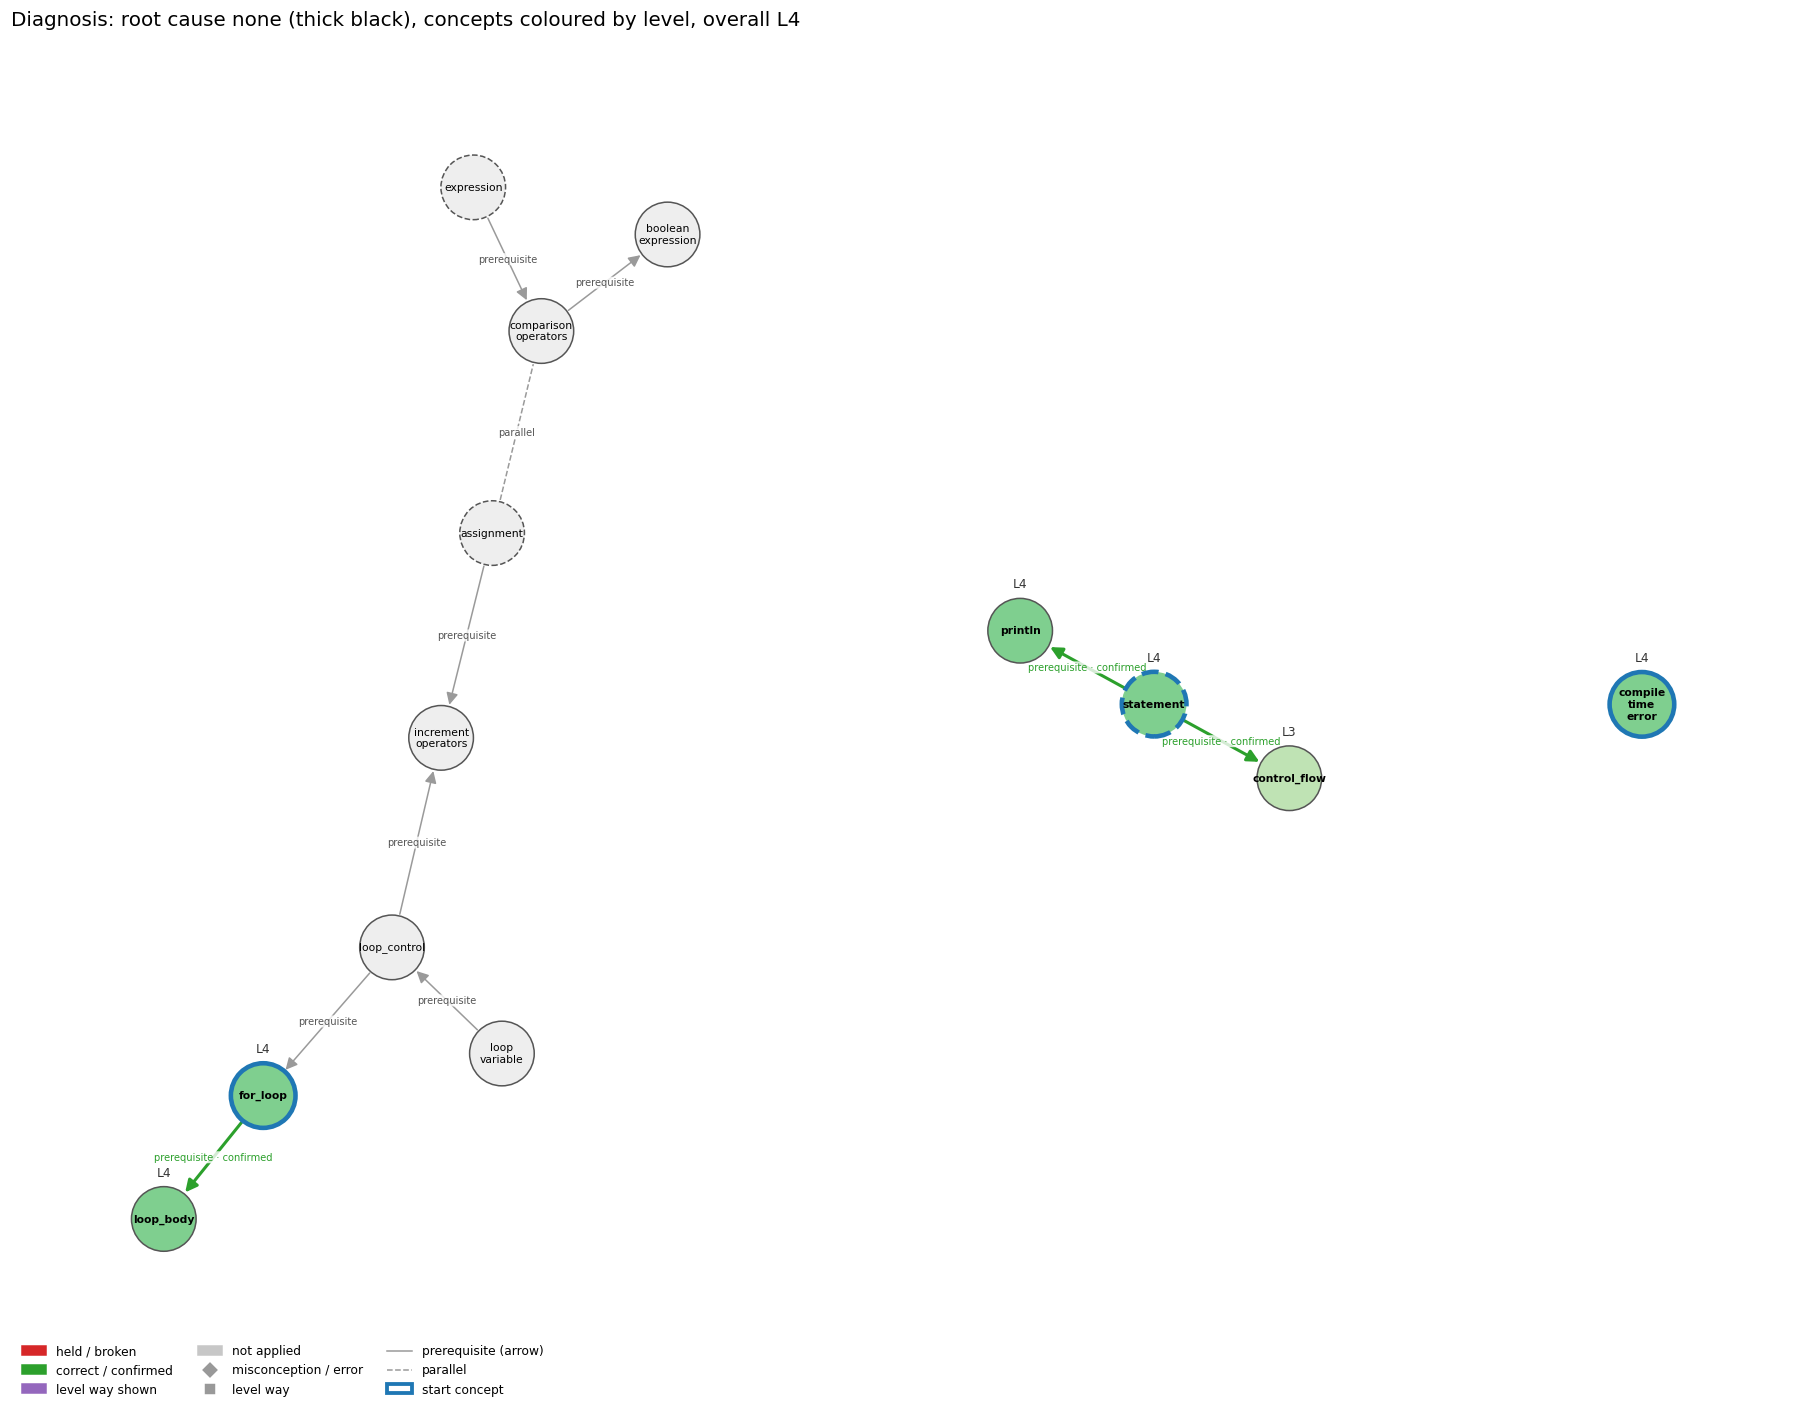 Diagnosis: root cause none (thick black), concepts coloured by level, overall L4
expression
boolean
expression
prerequisite
prerequisite
comparison
operators
parallel
assignment
prerequisite
increment
operators
prerequisite
loop_control
prerequisite
prerequisite
loop
variable
L4
for_loop
prerequisite - confirmed
L4
loop_body
L4
println
prerequisite - confirmed
L4
statement
prerequisite - confirmed
L3
control_flow
L4
compile
time
error
held / broken
correct / confirmed
level way shown
not applied
misconception / error
level way
prerequisite (arrow)
parallel
start concept